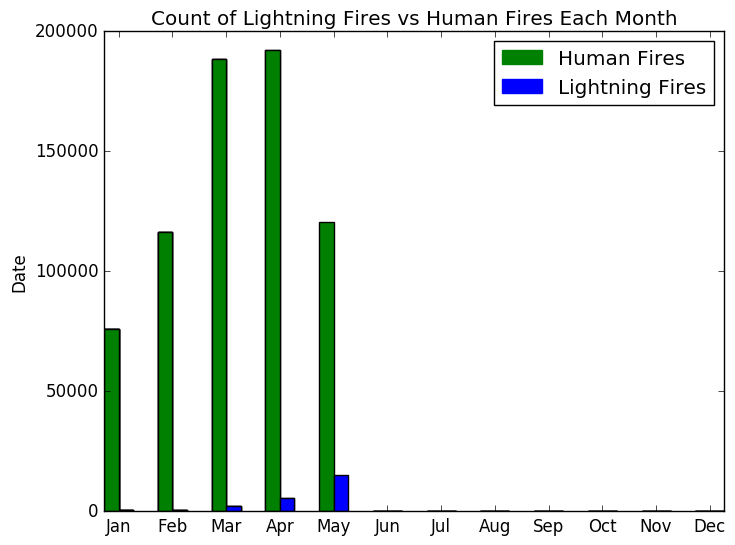 Count of Lightning Fires vs Human Fires Each Month
Human Fires
Lightning Fires
200000
150000
100000
50000
0
Date
Jan Feb Mar Apr May Jun Jul Aug Sep Oct Nov Dec